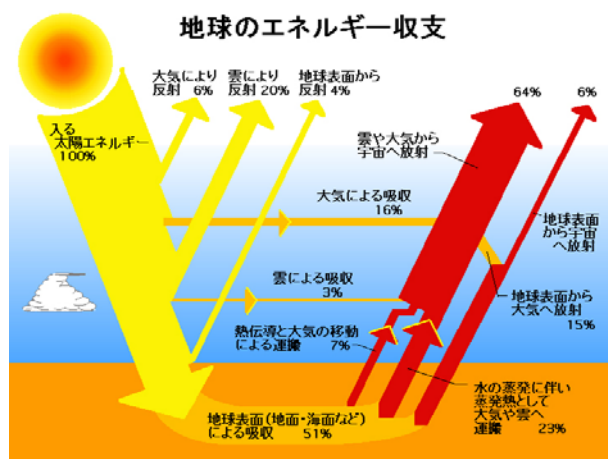 地球のエネルギー収支
大気により
反射 6%
雲により
反射 20%
地球表面から
反射 4%
64%
6%
入る
太陽エネルギー
100%
雲や大気から
宇宙へ放射
大気による吸収
16%
地球表面
から宇宙
へ放射
雲による吸収
3%
地球表面から
大気へ放射
15%
熱伝導と大気の移動
による運搬 7%
水の蒸発に伴い
蒸発熱として
大気や雲へ
運搬 23%
地球表面(地面・海面など)
による吸収 51%